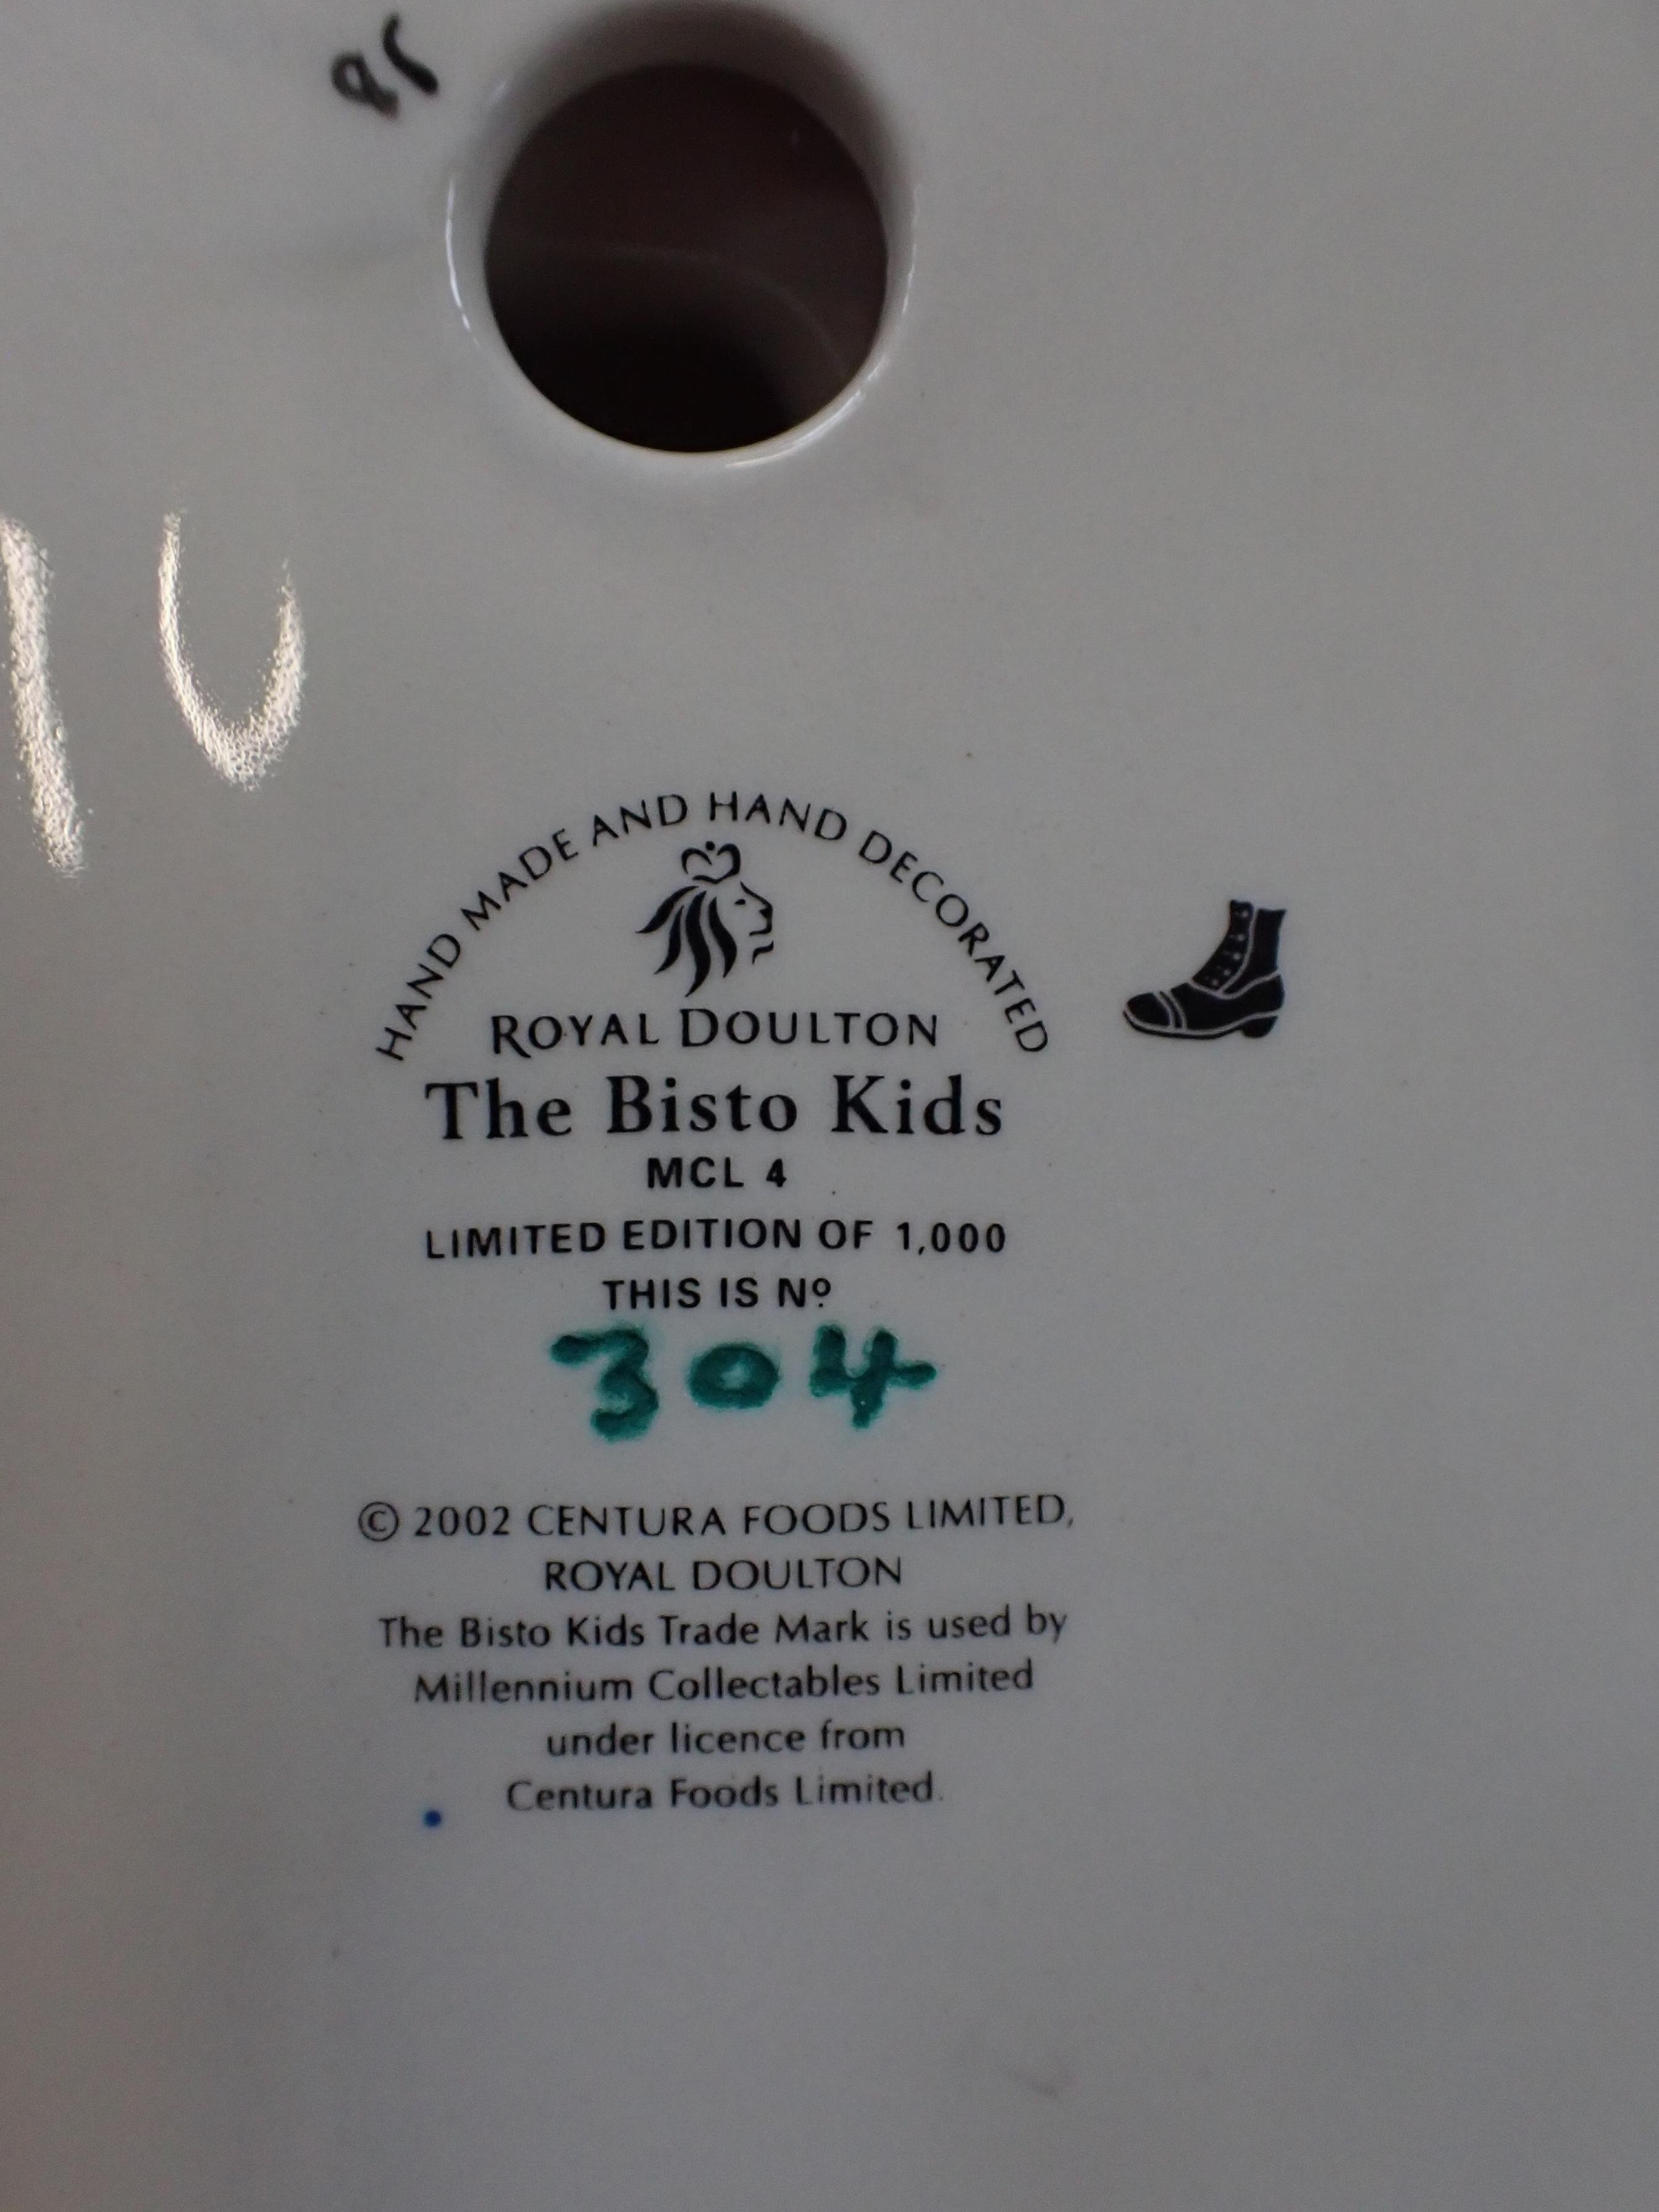 HAND MADE AND HAND DECORATED
ROYAL DOULTON
The Bisto Kids
MCL 4
LIMITED EDITION OF 1,000
THIS IS Nº
304
© 2002 CENTURA FOODS LIMITED,
ROYAL DOULTON
The Bisto Kids Trade Mark is used by
Millennium Collectables Limited
under licence from
Centura Foods Limited.